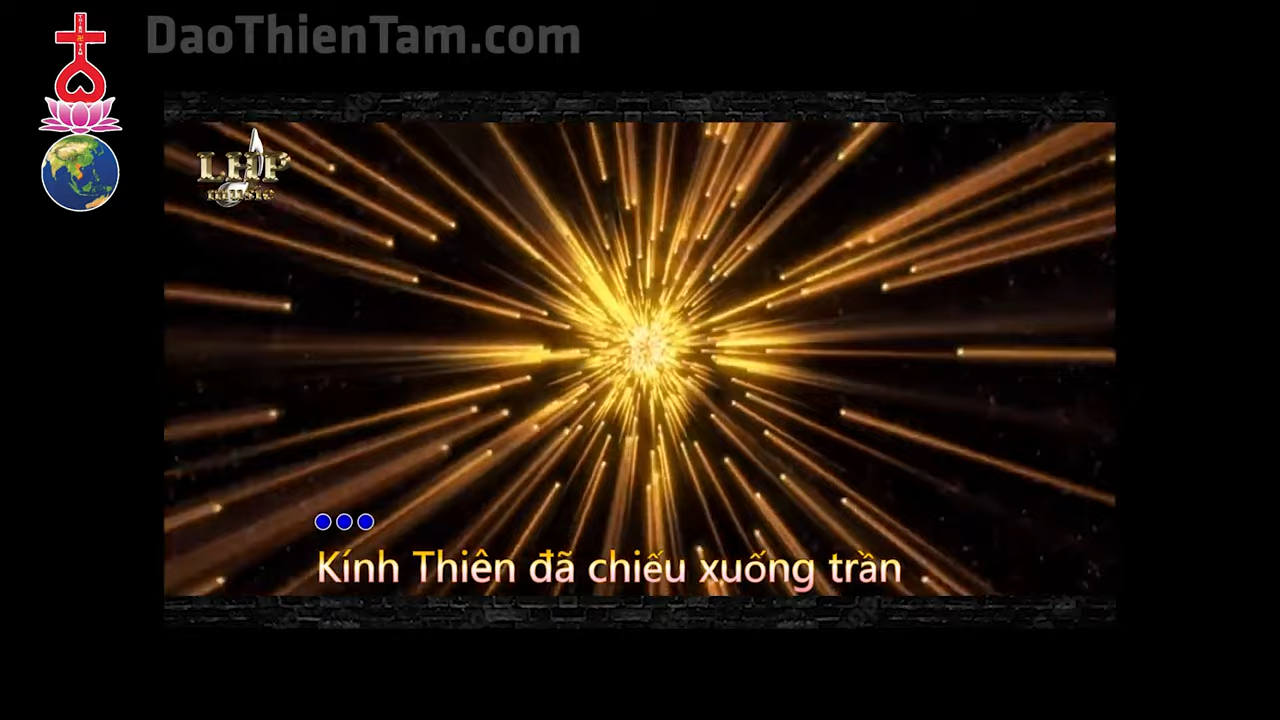 DaoThienTam.com
LHP
music
Kính Thiên đã chiếu xuống trần